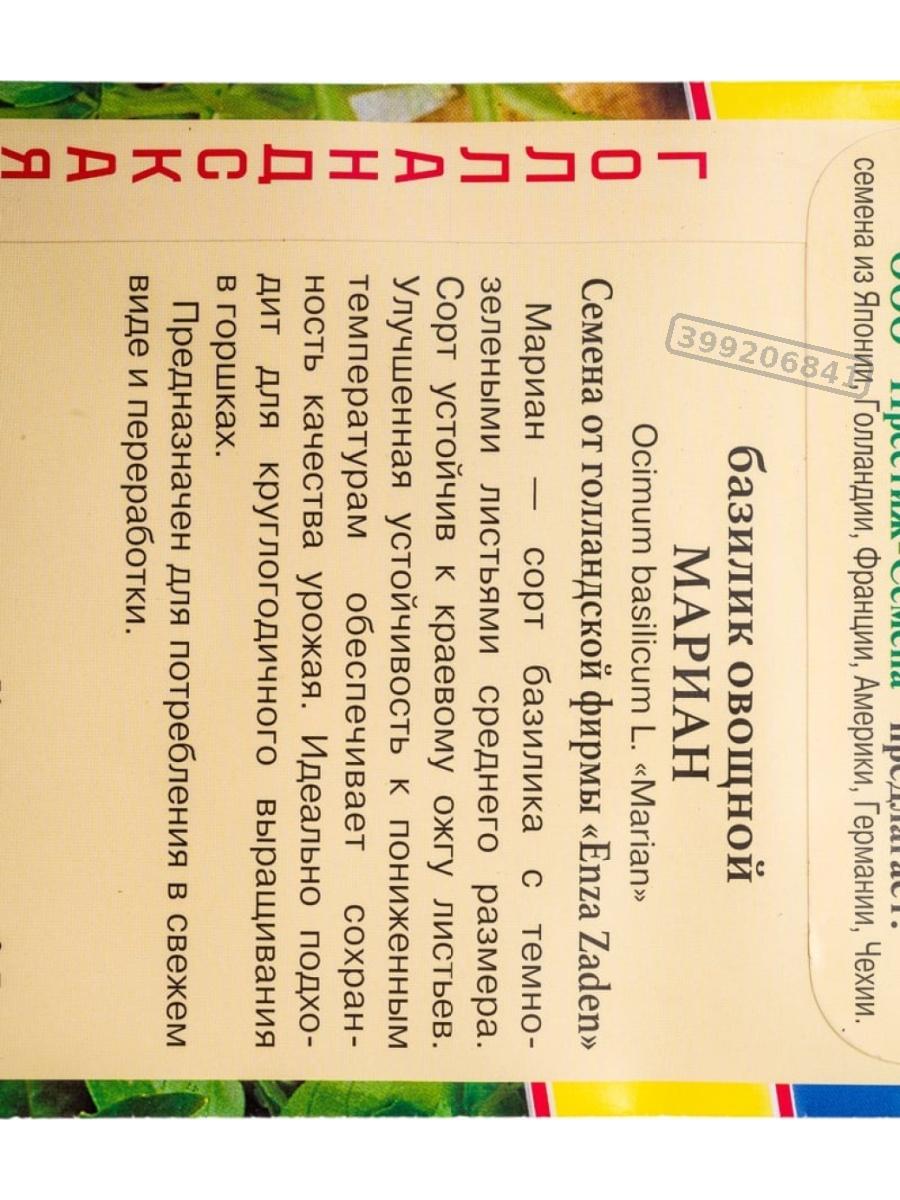 ООО "Престиж-Семена" предлагает:
семена из Японии, Голландии, Франции, Америки, Германии, Чехии.
399206841
базилик овощной
МАРИАН
Ocimum basilicum L. «Marian»
Семена от голландской фирмы «Enza Zaden»
Мариан — сорт базилика с темно-
зелеными листьями среднего размера.
Сорт устойчив к краевому ожгу листьев.
Улучшенная устойчивость к пониженным
температурам обеспечивает сохран-
ность качества урожая. Идеально подхо-
дит для круглогодичного выращивания
в горшках.
Предназначен для потребления в свежем
виде и переработки.
ГОЛЛАНДСКАЯ